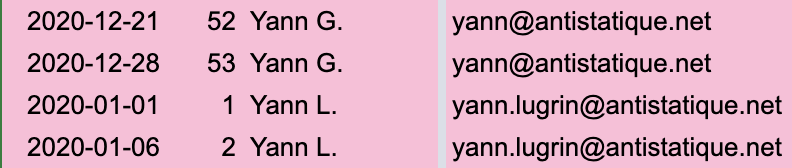 2020-12-21 52 Yann G. yann@antistatique.net
2020-12-28 53 Yann G. yann@antistatique.net
2020-01-01 1 Yann L. yann.lugrin@antistatique.net
2020-01-06 2 Yann L. yann.lugrin@antistatique.net